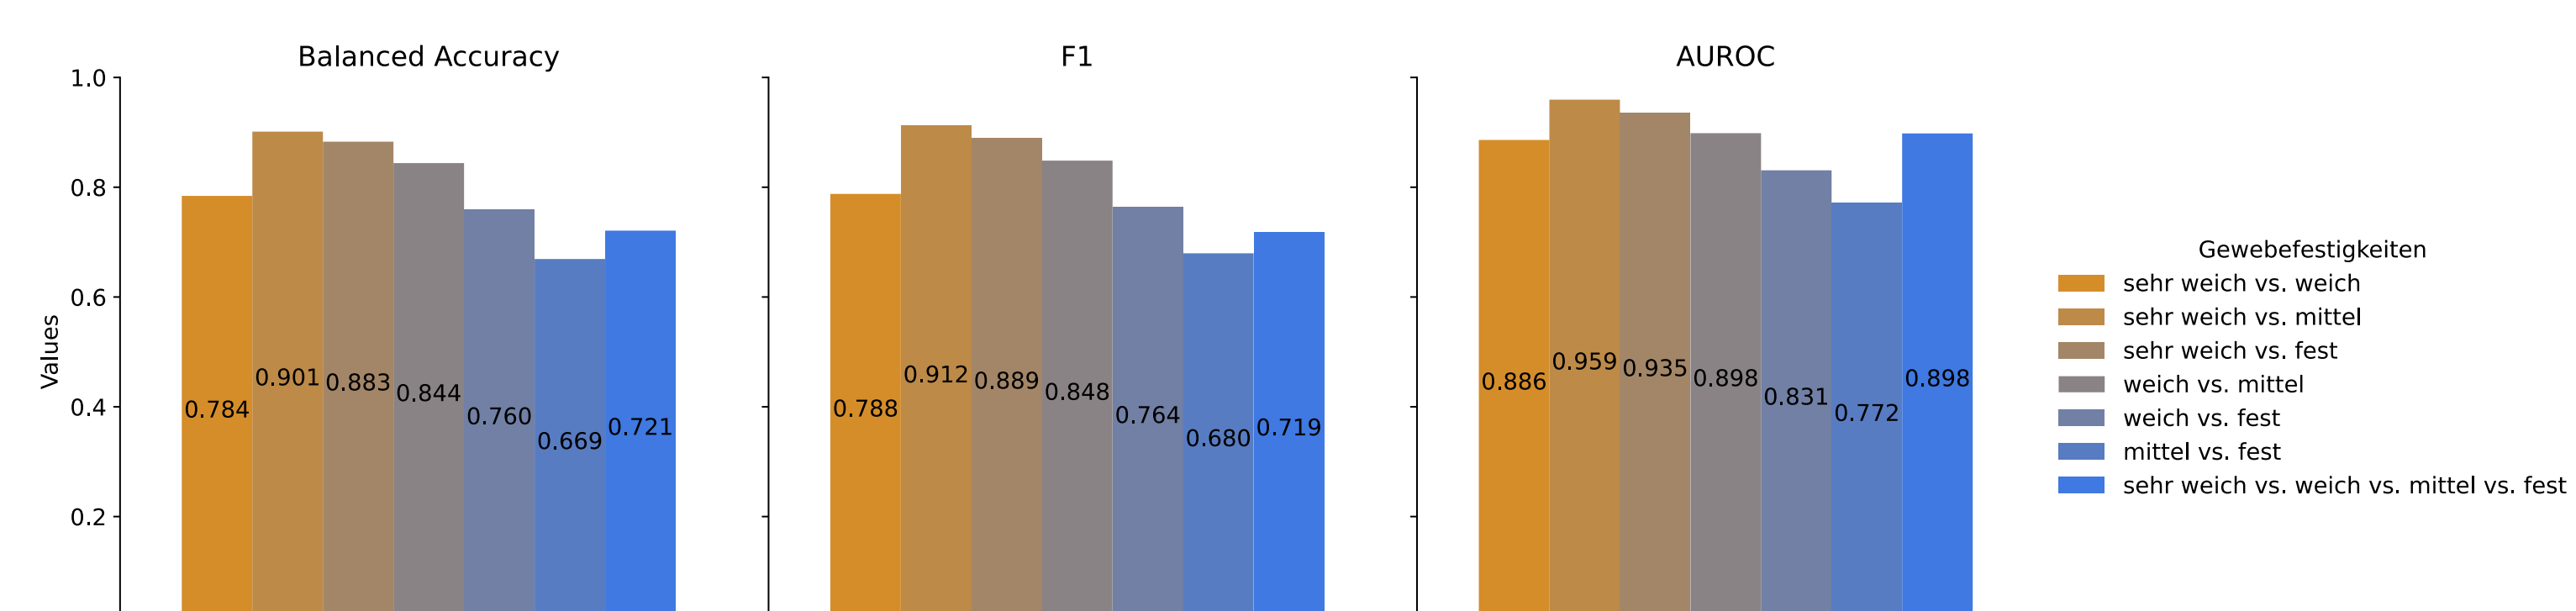 Balanced Accuracy
F1
AUROC
Values
1.0
0.8
0.6
0.4
0.2
0.784
0.901
0.883
0.844
0.760
0.669
0.721
0.788
0.912
0.889
0.848
0.764
0.680
0.719
0.886
0.959
0.935
0.898
0.831
0.772
0.898
Gewebefestigkeiten
sehr weich vs. weich
sehr weich vs. mittel
sehr weich vs. fest
weich vs. mittel
weich vs. fest
mittel vs. fest
sehr weich vs. weich vs. mittel vs. fest